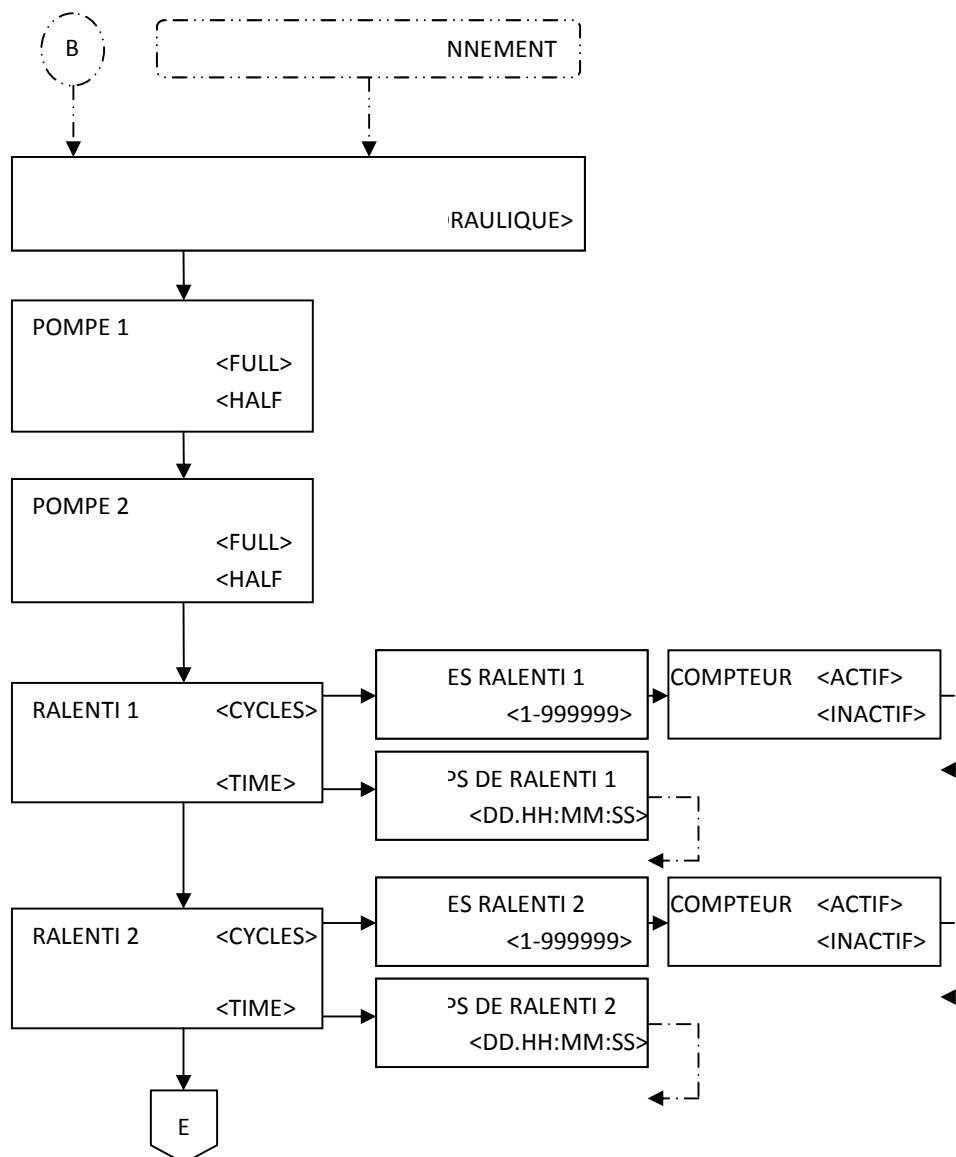 B
NNEMENT
RAULIQUE>
POMPE 1
<FULL>
<HALF
POMPE 2
<FULL>
<HALF
RALENTI 1 <CYCLES>
<TIME>
ES RALENTI 1
<1-999999>
COMPTEUR <ACTIF>
<INACTIF>
PS DE RALENTI 1
<DD.HH:MM:SS>
RALENTI 2 <CYCLES>
<TIME>
ES RALENTI 2
<1-999999>
COMPTEUR <ACTIF>
<INACTIF>
PS DE RALENTI 2
<DD.HH:MM:SS>
E